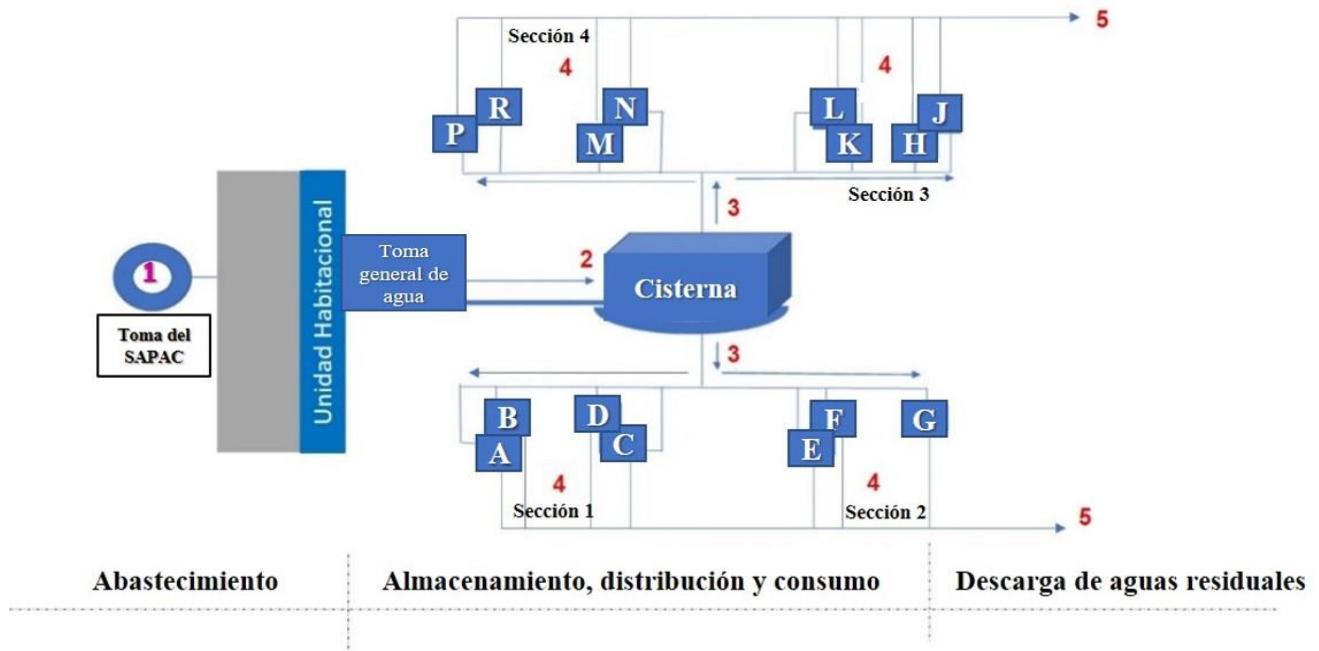 5
Sección 4
4
4
R
N
L
J
P
M
K
H
Sección 3
3
Unidad Habitacional
Toma
general de
agua
2
1
Cisterna
Toma del
SAPAC
3
B
D
F
G
A
C
E
4
4
Sección 1
Sección 2
5
Abastecimiento
Almacenamiento, distribución y consumo
Descarga de aguas residuales